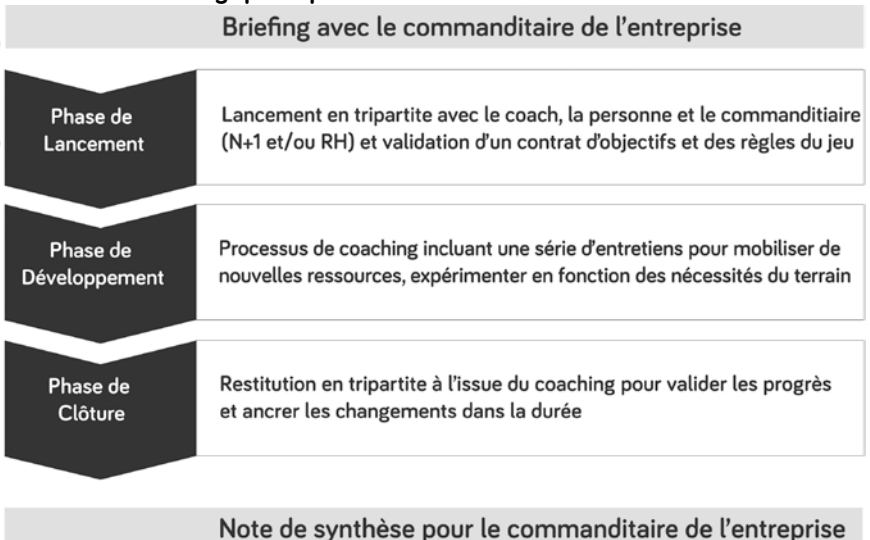 Briefing avec le commanditaire de l'entreprise
Phase de
Lancement
Lancement en tripartite avec le coach, la personne et le commanditiaire
(N+1 et/ou RH) et validation d'un contrat d'objectifs et des règles du jeu
Phase de
Développement
Processus de coaching incluant une série d'entretiens pour mobiliser de
nouvelles ressources, expérimenter en fonction des nécessités du terrain
Phase de
Clôture
Restitution en tripartite à l'issue du coaching pour valider les progrès
et ancrer les changements dans la durée
Note de synthèse pour le commanditaire de l'entreprise